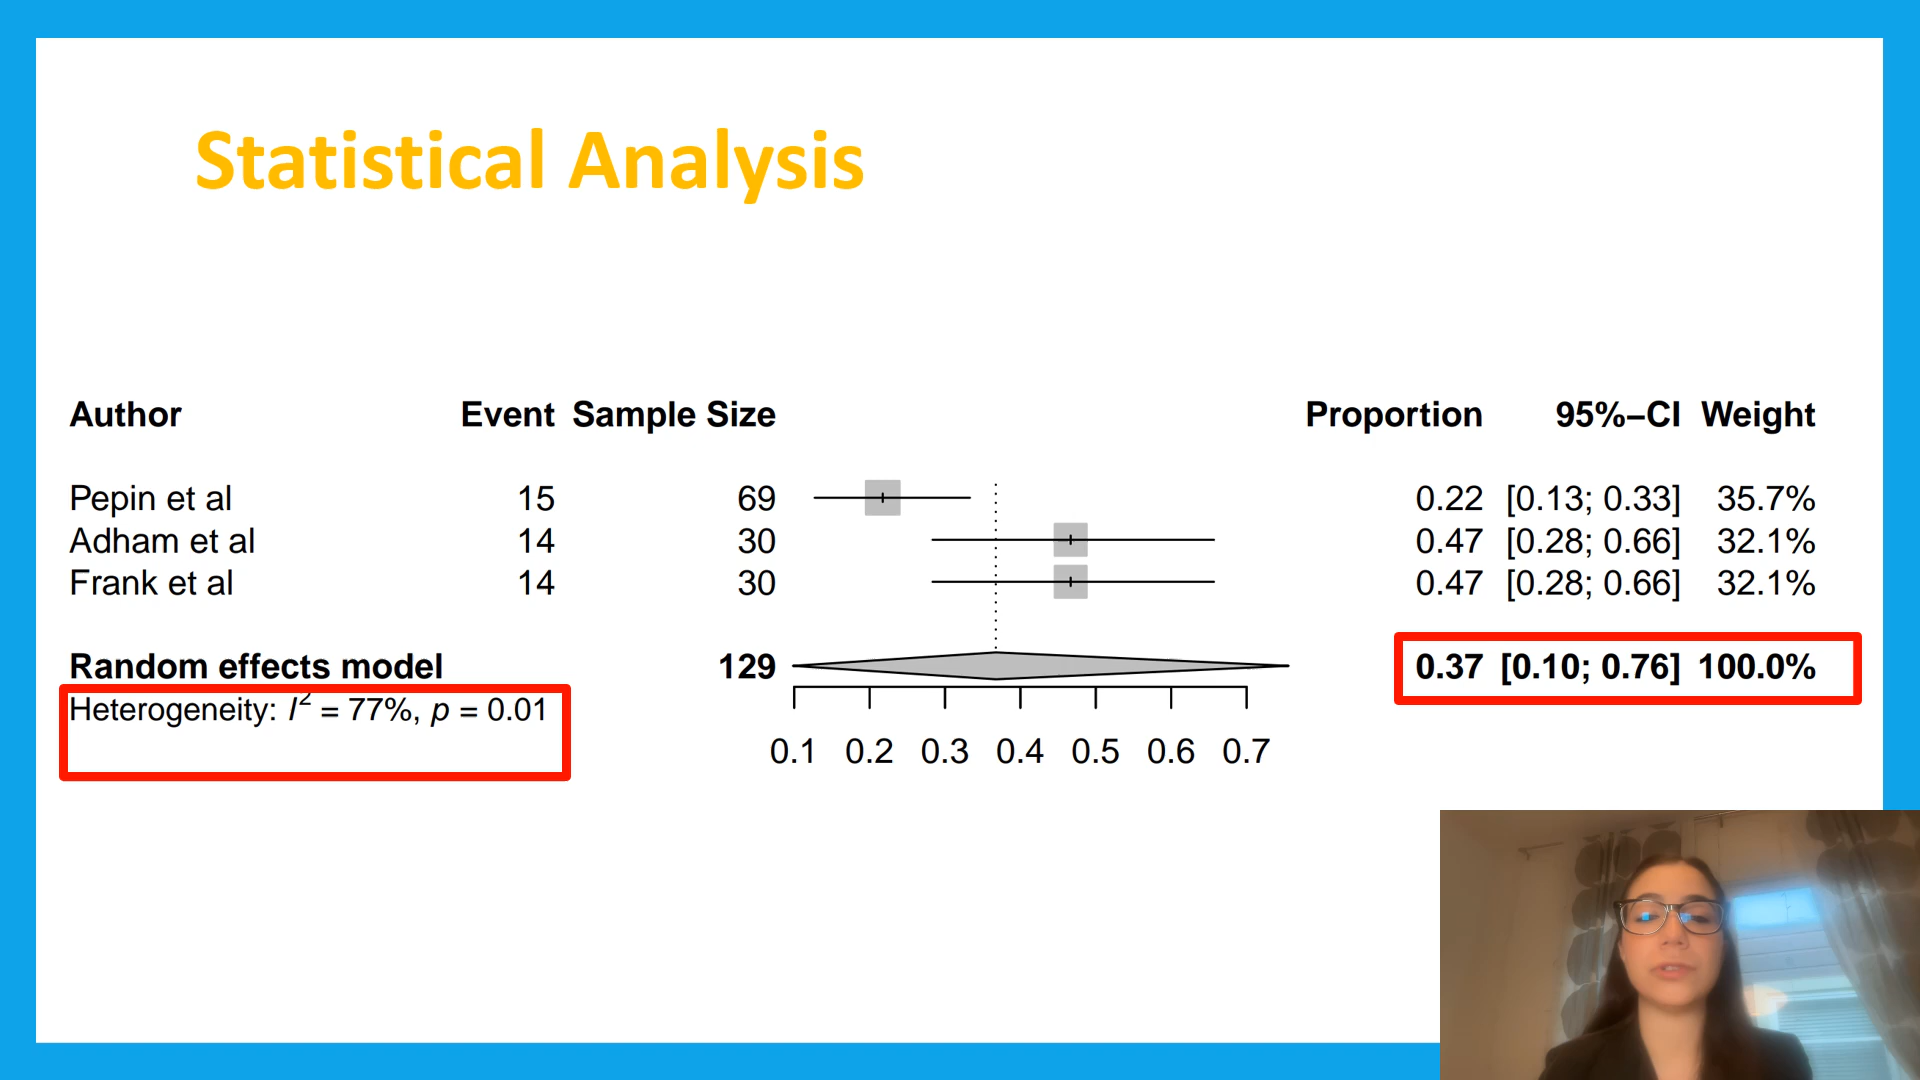 Statistical Analysis
Author Event Sample Size Proportion 95%–CI Weight
Pepin et al 15 69 0.22 [0.13; 0.33] 35.7%
Adham et al 14 30 0.47 [0.28; 0.66] 32.1%
Frank et al 14 30 0.47 [0.28; 0.66] 32.1%
Random effects model 129 0.37 [0.10; 0.76] 100.0%
Heterogeneity: I² = 77%, p = 0.01
0.1 0.2 0.3 0.4 0.5 0.6 0.7